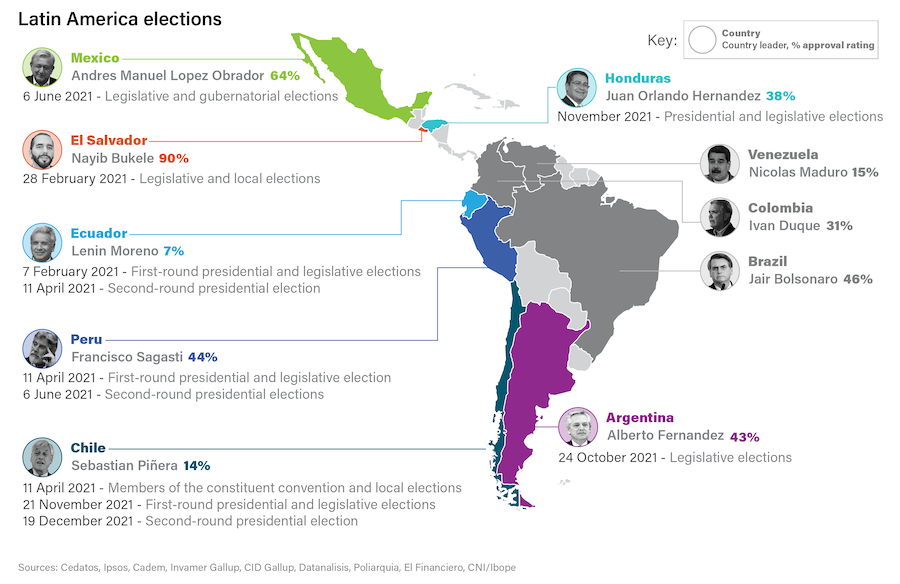 Latin America elections
Key:
Country
Country leader, % approval rating
Mexico
Andres Manuel Lopez Obrador 64%
6 June 2021 - Legislative and gubernatorial elections
El Salvador
Nayib Bukele 90%
28 February 2021 - Legislative and local elections
Ecuador
Lenin Moreno 7%
7 February 2021 - First-round presidential and legislative elections
11 April 2021 - Second-round presidential election
Peru
Francisco Sagasti 44%
11 April 2021 - First-round presidential and legislative election
6 June 2021 - Second-round presidential elections
Chile
Sebastian Piñera 14%
11 April 2021 - Members of the constituent convention and local elections
21 November 2021 - First-round presidential and legislative elections
19 December 2021 - Second-round presidential election
Honduras
Juan Orlando Hernandez 38%
November 2021 - Presidential and legislative elections
Venezuela
Nicolas Maduro 15%
Colombia
Ivan Duque 31%
Brazil
Jair Bolsonaro 46%
Argentina
Alberto Fernandez 43%
24 October 2021 - Legislative elections
Sources: Cedatos, Ipsos, Cadem, Invamer Gallup, CID Gallup, Datanalisis, Poliarquia, El Financiero, CNI/Ibope